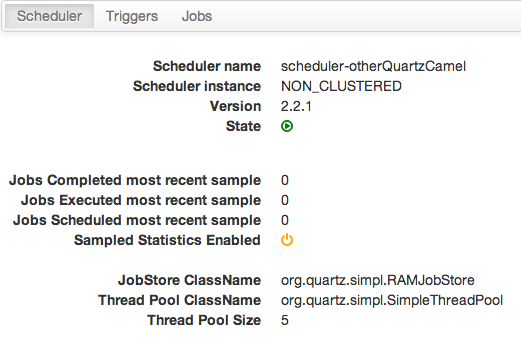 Scheduler Triggers Jobs
Scheduler name scheduler-otherQuartzCamel
Scheduler instance NON_CLUSTERED
Version 2.2.1
State
Jobs Completed most recent sample 0
Jobs Executed most recent sample 0
Jobs Scheduled most recent sample 0
Sampled Statistics Enabled
JobStore ClassName org.quartz.simpl.RAMJobStore
Thread Pool ClassName org.quartz.simpl.SimpleThreadPool
Thread Pool Size 5